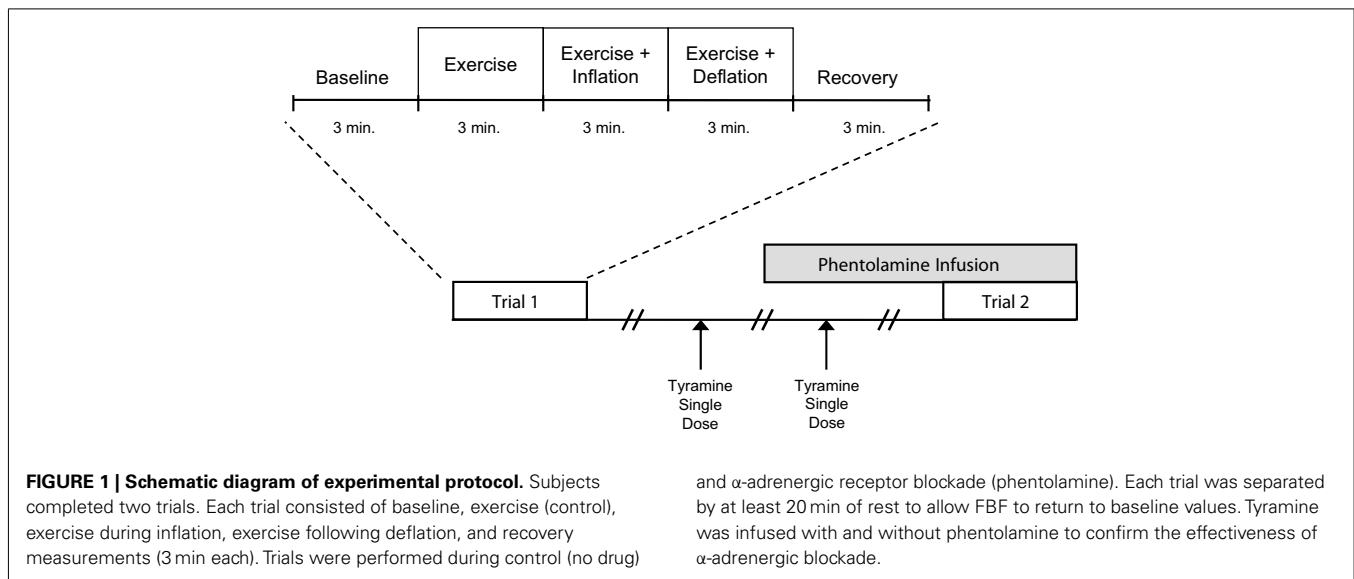 Baseline
Exercise
Exercise +
Inflation
Exercise +
Deflation
Recovery
3 min.
3 min.
3 min.
3 min.
3 min.
Phentolamine Infusion
Trial 1
Trial 2
Tyramine
Single
Dose
Tyramine
Single
Dose
FIGURE 1 | Schematic diagram of experimental protocol. Subjects
completed two trials. Each trial consisted of baseline, exercise (control),
exercise during inflation, exercise following deflation, and recovery
measurements (3 min each). Trials were performed during control (no drug)
and α-adrenergic receptor blockade (phentolamine). Each trial was separated
by at least 20 min of rest to allow FBF to return to baseline values. Tyramine
was infused with and without phentolamine to confirm the effectiveness of
α-adrenergic blockade.